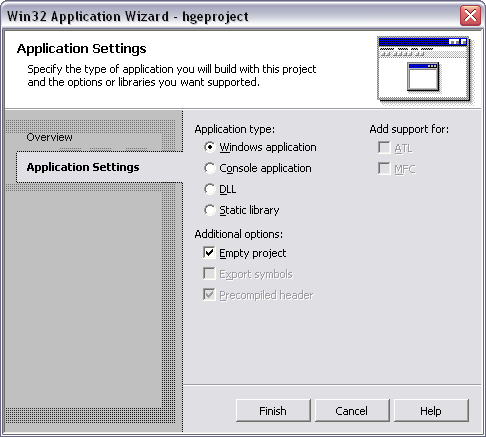 Win32 Application Wizard - hgeproject
Application Settings
Specify the type of application you will build with this project
and the options or libraries you want supported.
Overview
Application Settings
Application type:
Windows application
Console application
DLL
Static library
Additional options:
Empty project
Export symbols
Precompiled header
Add support for:
ATL
MFC
Finish
Cancel
Help